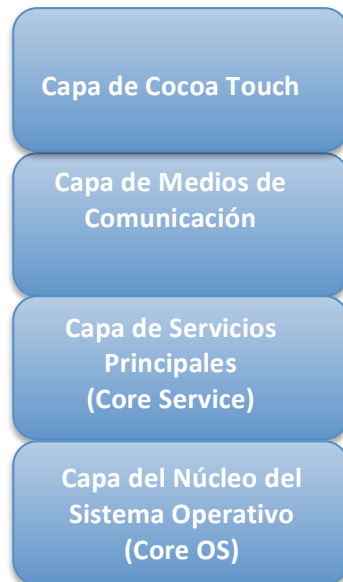 Capa de Cocoa Touch
Capa de Medios de
Comunicación
Capa de Servicios
Principales
(Core Service)
Capa del Núcleo del
Sistema Operativo
(Core OS)